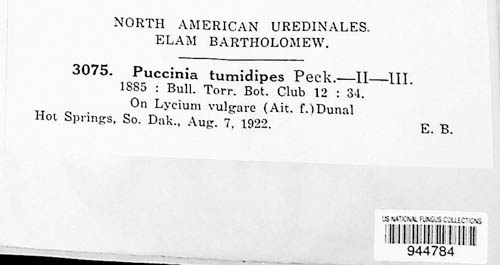 NORTH AMERICAN UREDINALES.
ELAM BARTHOLOMEW.
3075. Puccinia tumidipes Peck.—II—III.
1885 : Bull. Torr. Bot. Club 12 : 34.
On Lycium vulgare (Ait. f.)Dunal
Hot Springs, So. Dak., Aug. 7, 1922. E. B.
US NATIONAL FUNGUS COLLECTIONS
944784